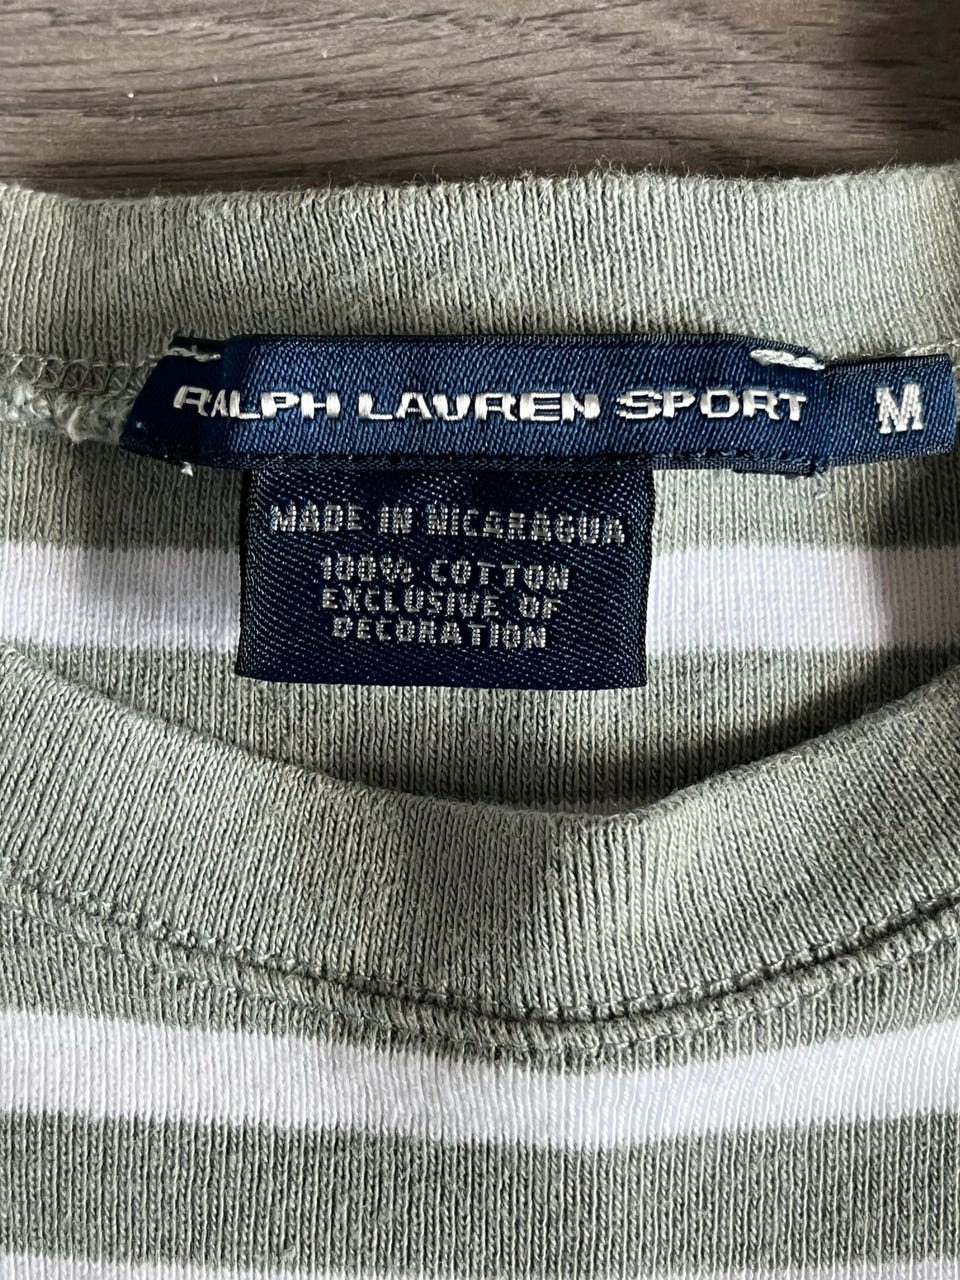 RALPH LAUREN SPORT
M
MADE IN NICARAGUA
100% COTTON
EXCLUSIVE OF
DECORATION